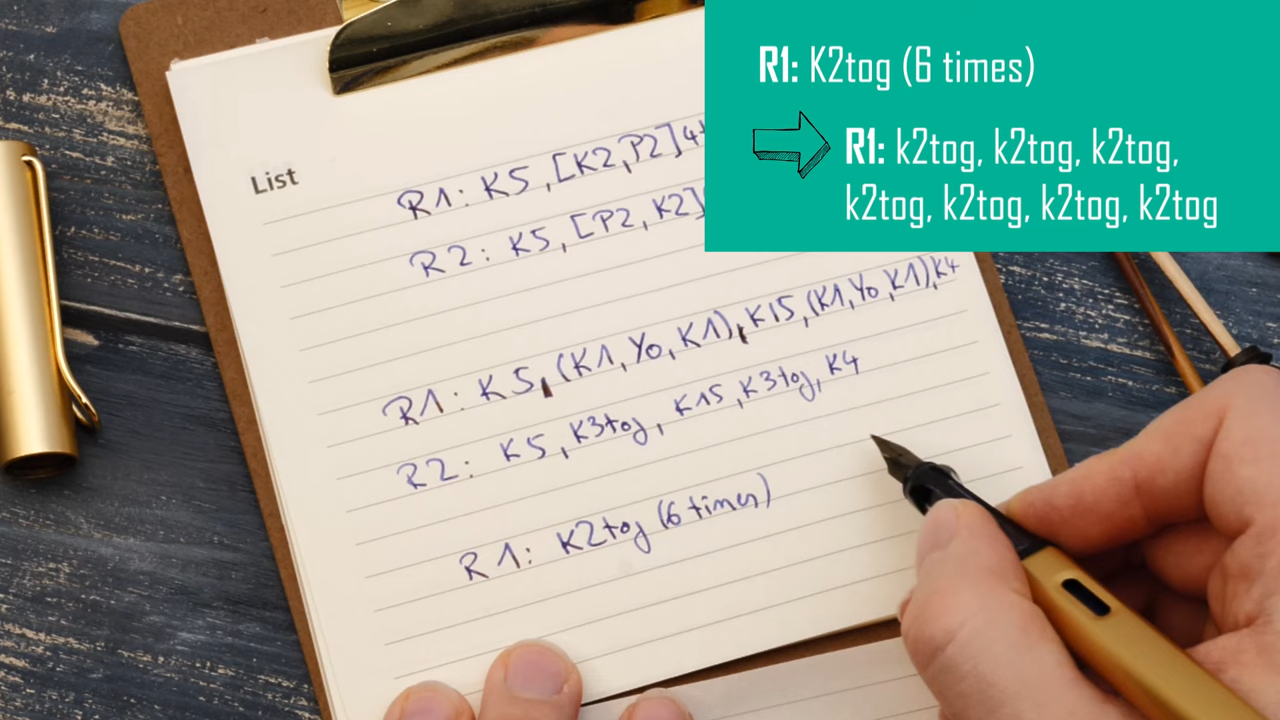 R1: K2tog (6 times)
R1: k2tog, k2tog, k2tog,
k2tog, k2tog, k2tog, k2tog
List
R1: K5, [K2, P2] 4
R2: K5, [P2, K2]
R1: K5, (K1, Yo, K1), K15, (K1, Yo, K1), K4
R2: K5, K3tog, K15, K3tog, K4
R1: K2tog (6 times)